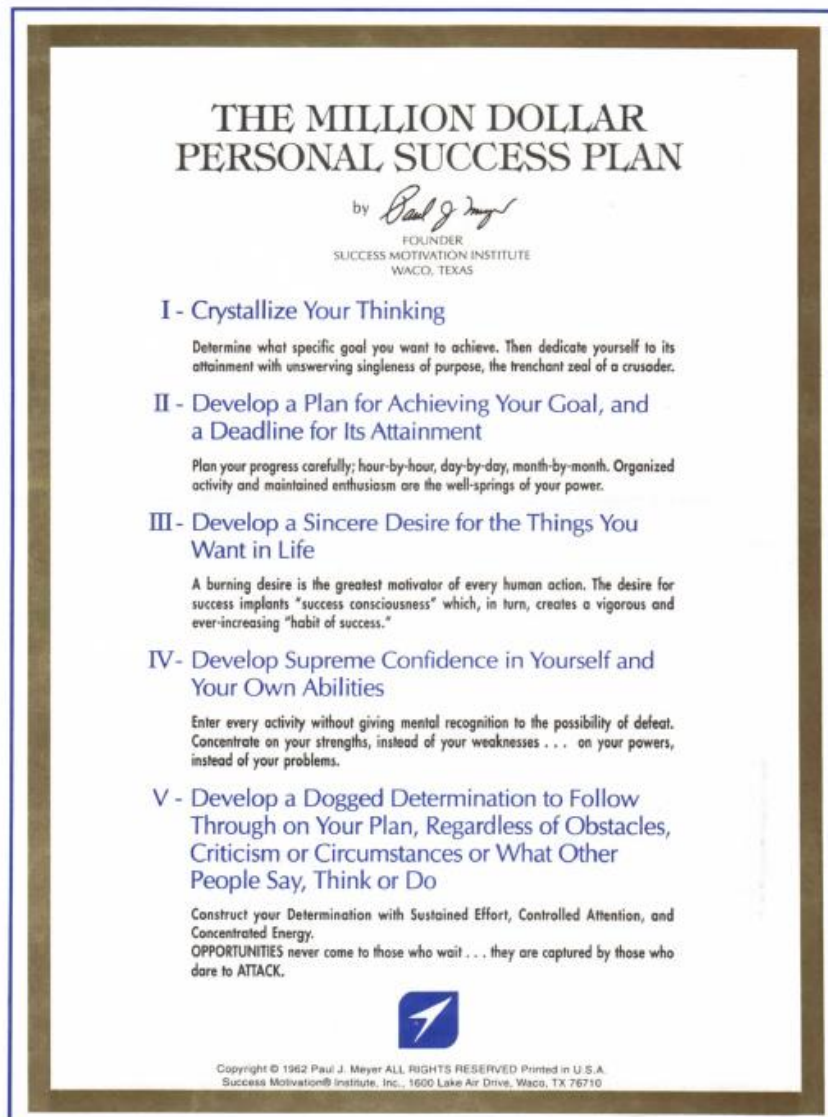 THE MILLION DOLLAR
PERSONAL SUCCESS PLAN
by Paul J Meyer
FOUNDER
SUCCESS MOTIVATION INSTITUTE
WACO, TEXAS
I - Crystallize Your Thinking
Determine what specific goal you want to achieve. Then dedicate yourself to its
attainment with unswerving singleness of purpose, the trenchant zeal of a crusader.
II - Develop a Plan for Achieving Your Goal, and
a Deadline for Its Attainment
Plan your progress carefully; hour-by-hour, day-by-day, month-by-month. Organized
activity and maintained enthusiasm are the well-springs of your power.
III - Develop a Sincere Desire for the Things You
Want in Life
A burning desire is the greatest motivator of every human action. The desire for
success implants "success consciousness" which, in turn, creates a vigorous and
ever-increasing "habit of success."
IV - Develop Supreme Confidence in Yourself and
Your Own Abilities
Enter every activity without giving mental recognition to the possibility of defeat.
Concentrate on your strengths, instead of your weaknesses . . . on your powers,
instead of your problems.
V - Develop a Dogged Determination to Follow
Through on Your Plan, Regardless of Obstacles,
Criticism or Circumstances or What Other
People Say, Think or Do
Construct your Determination with Sustained Effort, Controlled Attention, and
Concentrated Energy.
OPPORTUNITIES never come to those who wait . . . they are captured by those who
dare to ATTACK.
Copyright © 1962 Paul J. Meyer ALL RIGHTS RESERVED Printed in U.S.A.
Success Motivation® Institute, Inc., 1600 Lake Air Drive, Waco, TX 76710